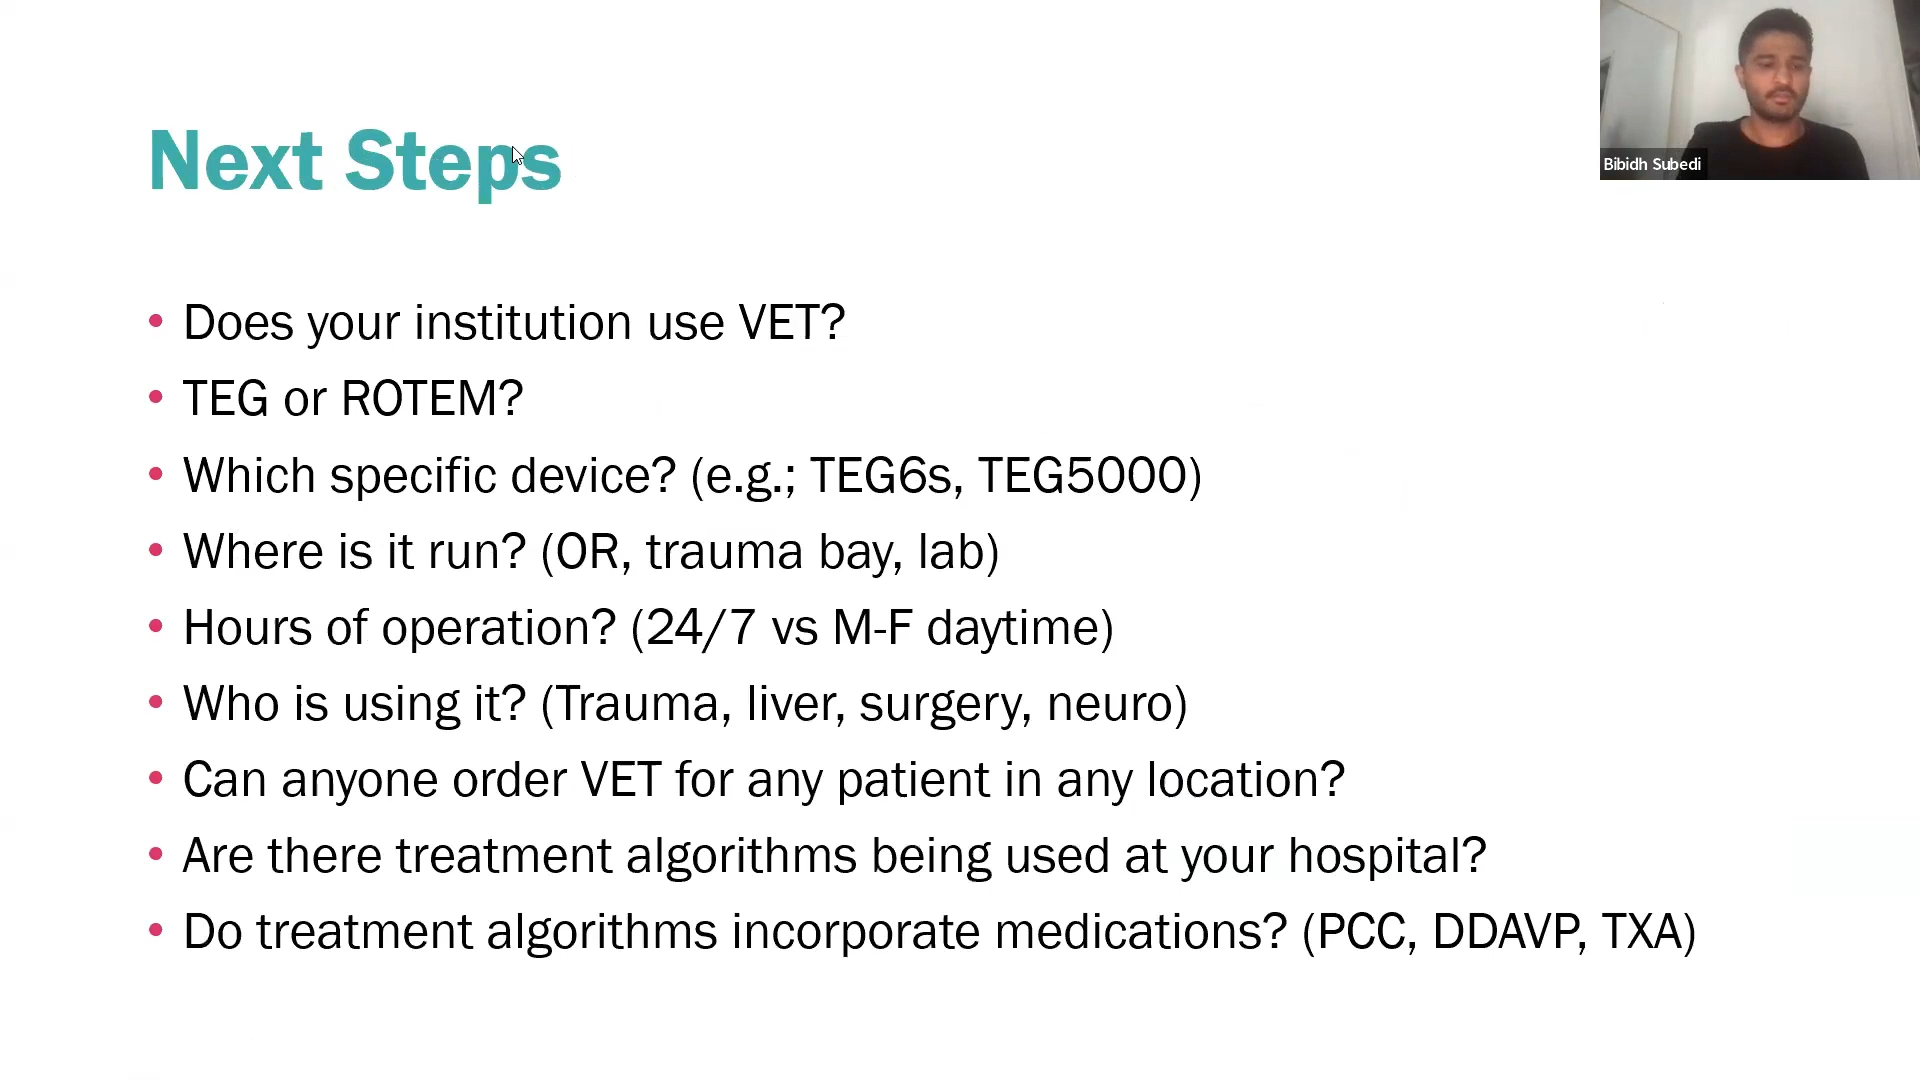 Next Steps
Bibidh Subedi
• Does your institution use VET?
• TEG or ROTEM?
• Which specific device? (e.g.; TEG6s, TEG5000)
• Where is it run? (OR, trauma bay, lab)
• Hours of operation? (24/7 vs M-F daytime)
• Who is using it? (Trauma, liver, surgery, neuro)
• Can anyone order VET for any patient in any location?
• Are there treatment algorithms being used at your hospital?
• Do treatment algorithms incorporate medications? (PCC, DDAVP, TXA)